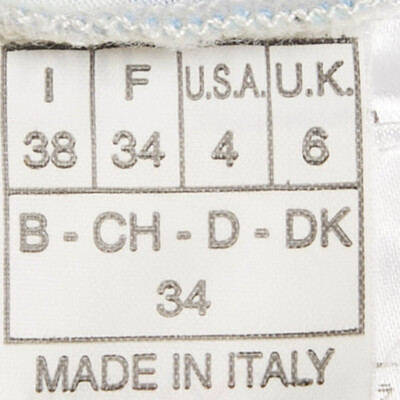 I F U.S.A. U.K.
38 34 4 6
B - CH - D - DK
34
MADE IN ITALY